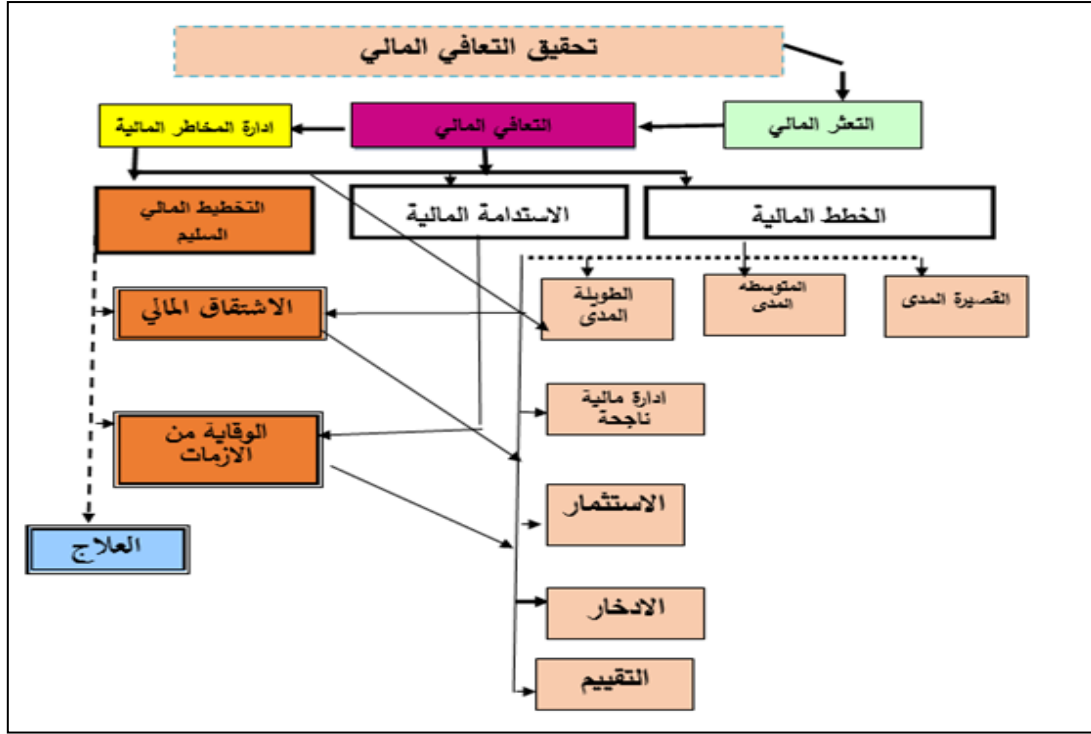 تحقيق التعافي المالي
التعثر المالي
التعافي المالي
ادارة المخاطر المالية
الخطط المالية
الاستدامة المالية
التخطيط المالي
السليم
القصيرة المدى
المتوسطه
المدى
الطويلة
المدى
الاشتقاق المالي
ادارة مالية
ناجحة
الوقاية من
الازمات
الاستثمار
العلاج
الادخار
التقييم